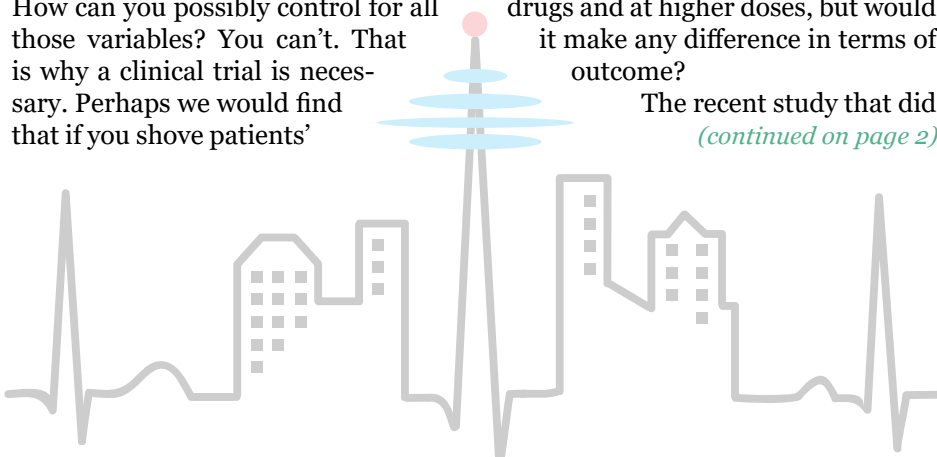 How can you possibly control for all
those variables? You can't. That
is why a clinical trial is neces-
sary. Perhaps we would find
that if you shove patients’
drugs and at higher doses, but would
it make any difference in terms of
outcome?
The recent study that did
(continued on page 2)